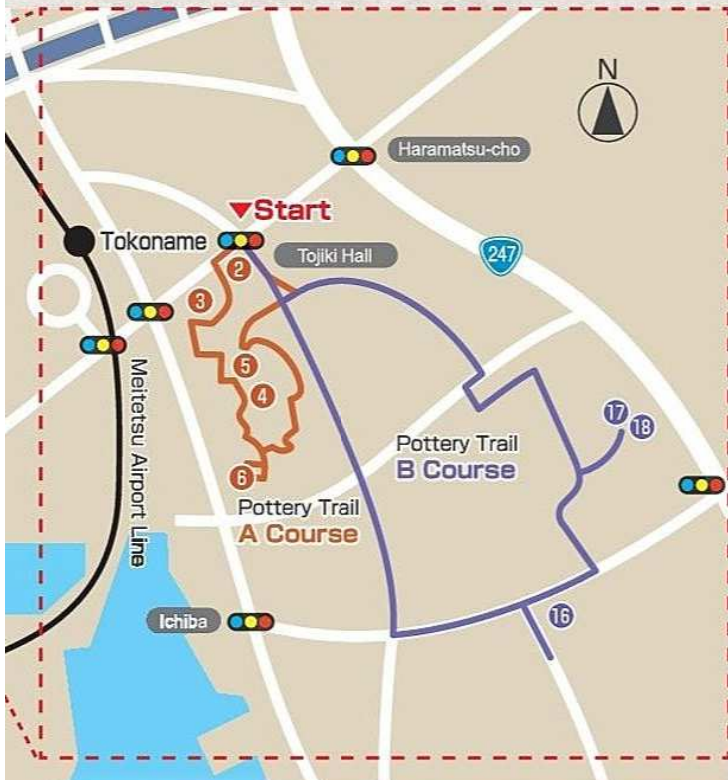 N
Haramatsu-cho
▼Start
Tokoname
Tojiki Hall
2
247
3
5
4
Meitetsu Airport Line
17
18
Pottery Trail
B Course
6
Pottery Trail
A Course
Ichiba
16